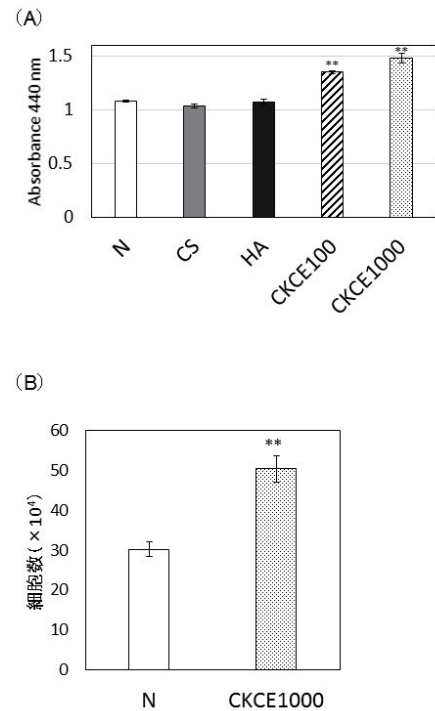 (A)
Absorbance 440 nm
1.5
1
0.5
0
**
**
N
CS
HA
CKCE100
CKCE1000
(B)
細胞数(×10⁴)
60
50
40
30
20
10
0
**
N
CKCE1000